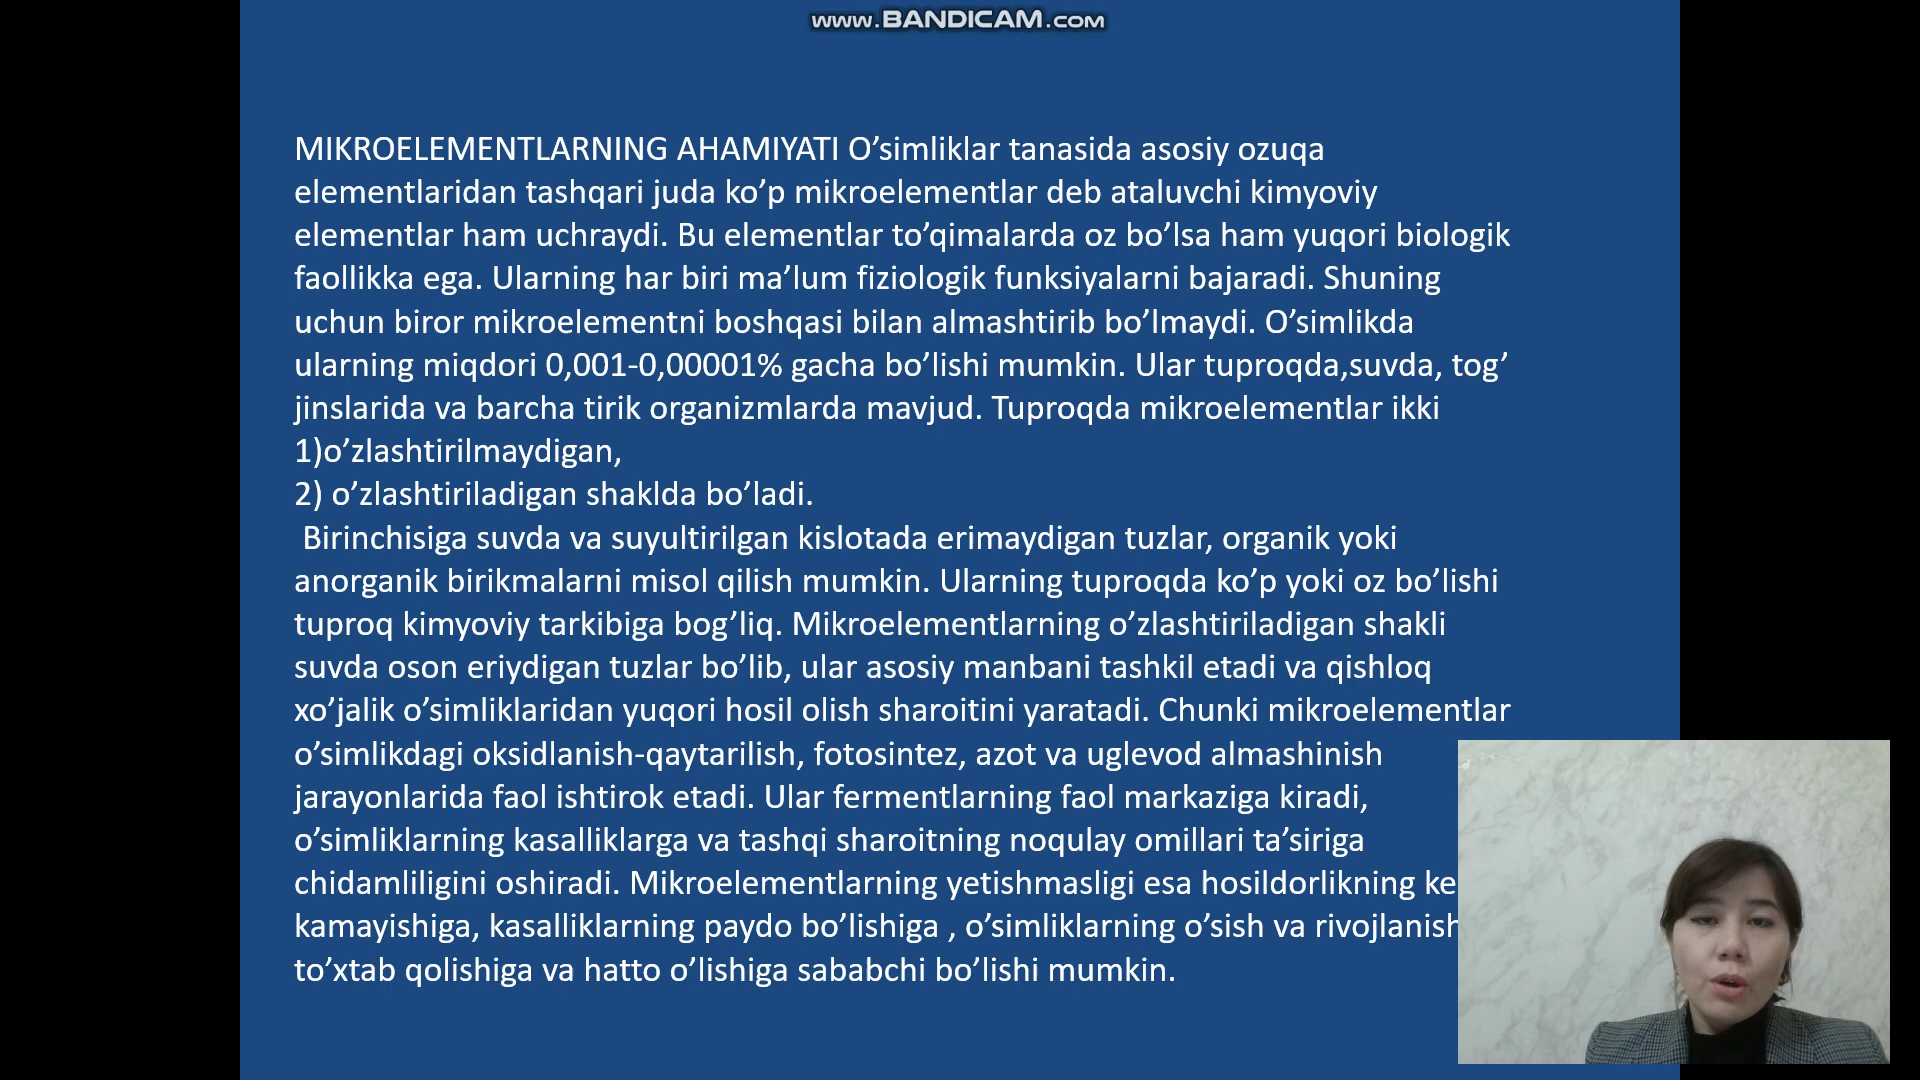 www.BANDICAM.com
MIKROELEMENTLARNING AHAMIYATI O’simliklar tanasida asosiy ozuqa
elementlaridan tashqari juda ko’p mikroelementlar deb ataluvchi kimyoviy
elementlar ham uchraydi. Bu elementlar to’qimalarda oz bo’lsa ham yuqori biologik
faollikka ega. Ularning har biri ma’lum fiziologik funksiyalarni bajaradi. Shuning
uchun biror mikroelementni boshqasi bilan almashtirib bo’lmaydi. O’simlikda
ularning miqdori 0,001-0,00001% gacha bo’lishi mumkin. Ular tuproqda,suvda, tog’
jinslarida va barcha tirik organizmlarda mavjud. Tuproqda mikroelementlar ikki
1)o’zlashtirilmaydigan,
2) o’zlashtiriladigan shaklda bo’ladi.
Birinchisiga suvda va suyultirilgan kislotada erimaydigan tuzlar, organik yoki
anorganik birikmalarni misol qilish mumkin. Ularning tuproqda ko’p yoki oz bo’lishi
tuproq kimyoviy tarkibiga bog’liq. Mikroelementlarning o’zlashtiriladigan shakli
suvda oson eriydigan tuzlar bo’lib, ular asosiy manbani tashkil etadi va qishloq
xo’jalik o’simliklaridan yuqori hosil olish sharoitini yaratadi. Chunki mikroelementlar
o’simlikdagi oksidlanish-qaytarilish, fotosintez, azot va uglevod almashinish
jarayonlarida faol ishtirok etadi. Ular fermentlarning faol markaziga kiradi,
o’simliklarning kasalliklarga va tashqi sharoitning noqulay omillari ta’siriga
chidamliligini oshiradi. Mikroelementlarning yetishmasligi esa hosildorlikning
kamayishiga, kasalliklarning paydo bo’lishiga , o’simliklarning o’sish va
to’xtab qolishiga va hatto o’lishiga sababchi bo’lishi mumkin.